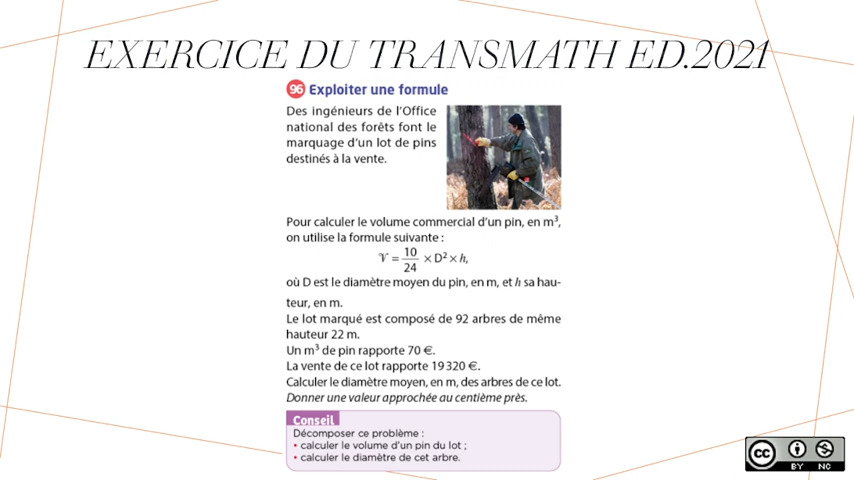 EXERCICE DU TRANSMATH ED.2021
96 Exploiter une formule
Des ingénieurs de l'Office
national des forêts font le
marquage d'un lot de pins
destinés à la vente.
Pour calculer le volume commercial d'un pin, en m³,
on utilise la formule suivante :
𝒱 = 10/24 × D² × h,
où D est le diamètre moyen du pin, en m, et h sa hau-
teur, en m.
Le lot marqué est composé de 92 arbres de même
hauteur 22 m.
Un m³ de pin rapporte 70 €.
La vente de ce lot rapporte 19 320 €.
Calculer le diamètre moyen, en m, des arbres de ce lot.
Donner une valeur approchée au centième près.
Conseil
Décomposer ce problème :
• calculer le volume d'un pin du lot ;
• calculer le diamètre de cet arbre.
cc
BY NC